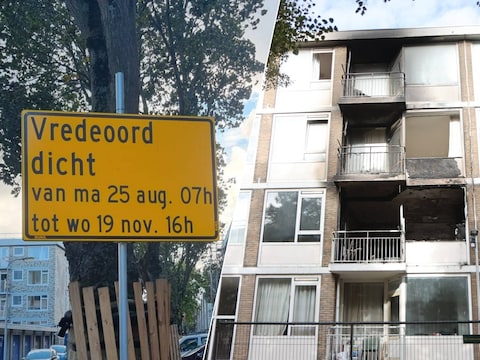 Vredeoord
dicht
van ma 25 aug. 07h
tot wo 19 nov. 16h